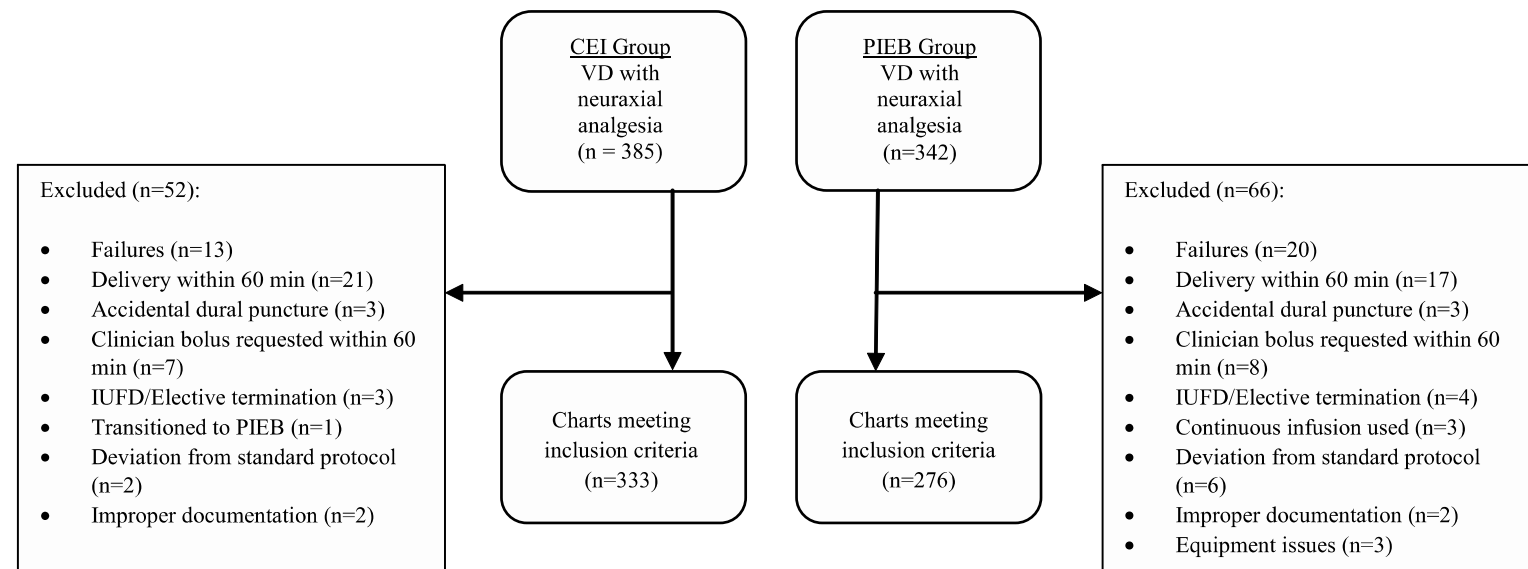 CEI Group
VD with
neuraxial
analgesia
(n = 385)
PIEB Group
VD with
neuraxial
analgesia
(n=342)
Excluded (n=52):
• Failures (n=13)
• Delivery within 60 min (n=21)
• Accidental dural puncture (n=3)
• Clinician bolus requested within 60
min (n=7)
• IUFD/Elective termination (n=3)
• Transitioned to PIEB (n=1)
• Deviation from standard protocol
(n=2)
• Improper documentation (n=2)
Excluded (n=66):
• Failures (n=20)
• Delivery within 60 min (n=17)
• Accidental dural puncture (n=3)
• Clinician bolus requested within 60
min (n=8)
• IUFD/Elective termination (n=4)
• Continuous infusion used (n=3)
• Deviation from standard protocol
(n=6)
• Improper documentation (n=2)
• Equipment issues (n=3)
Charts meeting
inclusion criteria
(n=333)
Charts meeting
inclusion criteria
(n=276)